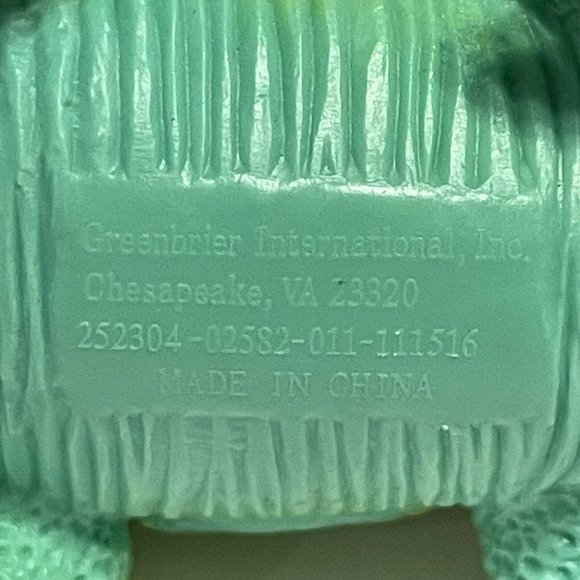 Greenbrier International, Inc.
Chesapeake, VA 23320
252304-02582-011-111516
MADE IN CHINA